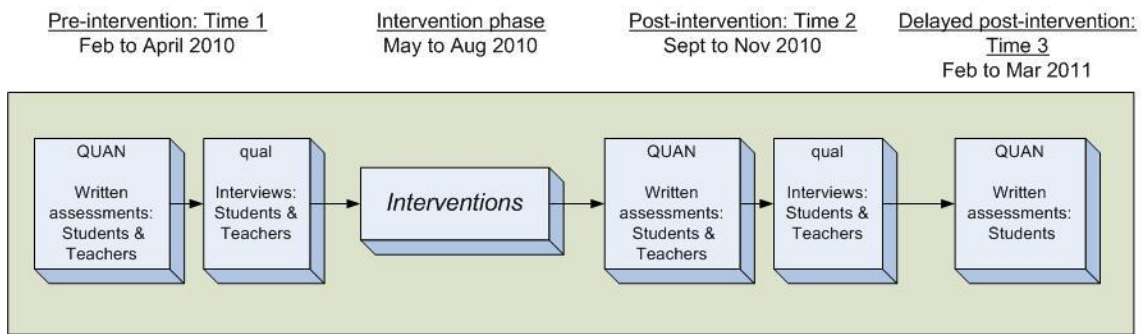 Pre-intervention: Time 1
Feb to April 2010
Intervention phase
May to Aug 2010
Post-intervention: Time 2
Sept to Nov 2010
Delayed post-intervention:
Time 3
Feb to Mar 2011
QUAN
Written
assessments:
Students &
Teachers
qual
Interviews:
Students &
Teachers
Interventions
QUAN
Written
assessments:
Students &
Teachers
qual
Interviews:
Students &
Teachers
QUAN
Written
assessments:
Students